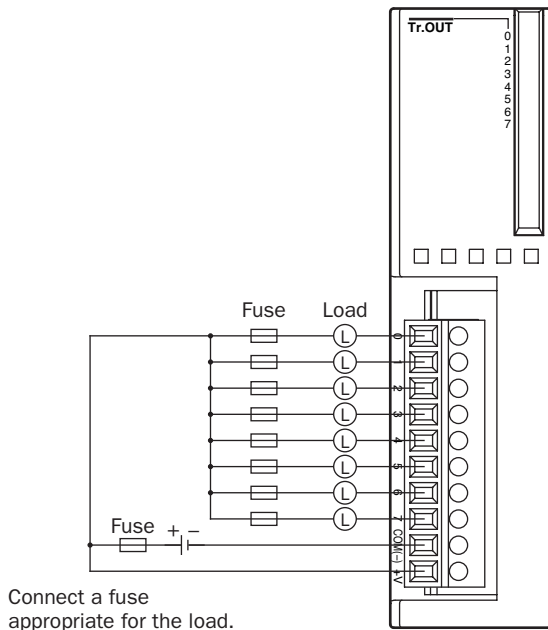 Tr.OUT
0
1
2
3
4
5
6
7
Fuse Load
L 0
L 1
L 2
L 3
L 4
L 5
L 6
L 7
Fuse + − COM(−)
+V
Connect a fuse
appropriate for the load.